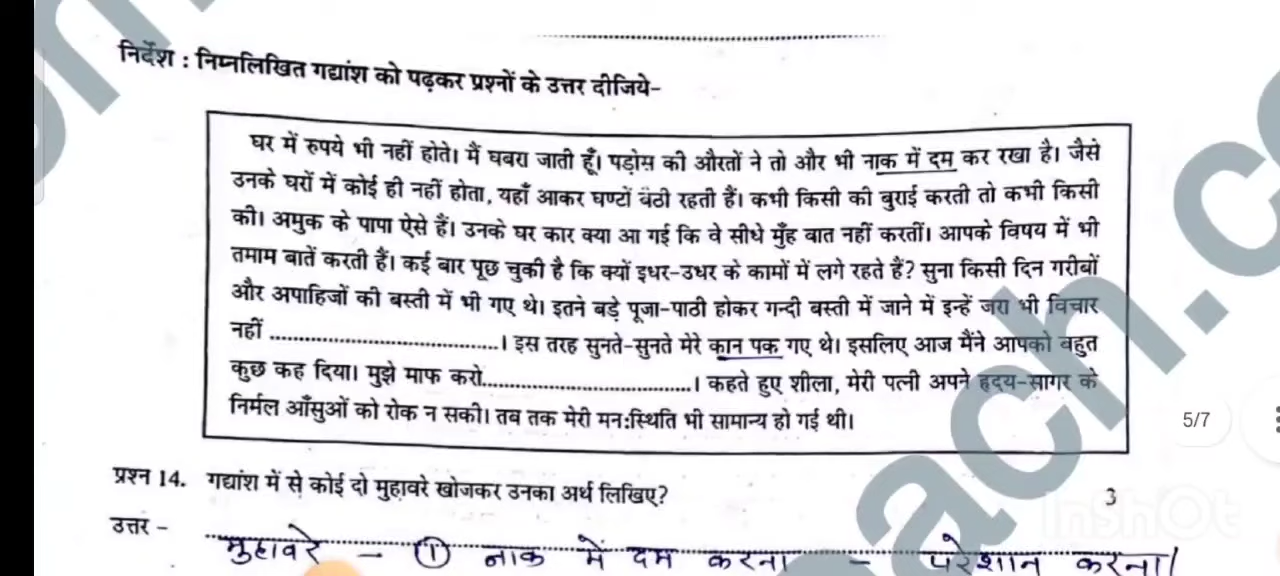 निर्देश : निम्नलिखित गद्यांश को पढ़कर प्रश्नों के उत्तर दीजिये-
घर में रुपये भी नहीं होते। मैं घबरा जाती हूँ। पड़ोस की औरतों ने तो और भी नाक में दम कर रखा है। जैसे
उनके घरों में कोई ही नहीं होता, यहाँ आकर घण्टों बैठी रहती हैं। कभी किसी की बुराई करती तो कभी किसी
की। अमुक के पापा ऐसे हैं। उनके घर कार क्या आ गई कि वे सीधे मुँह बात नहीं करतीं। आपके विषय में भी
तमाम बातें करती हैं। कई बार पूछ चुकी है कि क्यों इधर-उधर के कामों में लगे रहते हैं? सुना किसी दिन गरीबों
और अपाहिजों की बस्ती में भी गए थे। इतने बड़े पूजा-पाठी होकर गन्दी बस्ती में जाने में इन्हें जरा भी विचार
नहीं ..................................। इस तरह सुनते-सुनते मेरे कान पक गए थे। इसलिए आज मैंने आपको बहुत
कुछ कह दिया। मुझे माफ करो..............................। कहते हुए शीला, मेरी पत्नी अपने हृदय-सागर के
निर्मल आँसुओं को रोक न सकी। तब तक मेरी मन:स्थिति भी सामान्य हो गई थी।
5/7
प्रश्न 14. गद्यांश में से कोई दो मुहावरे खोजकर उनका अर्थ लिखिए? 3
उत्तर - मुहावरे - ① नाक में दम करना - परेशान करना।
InShOt